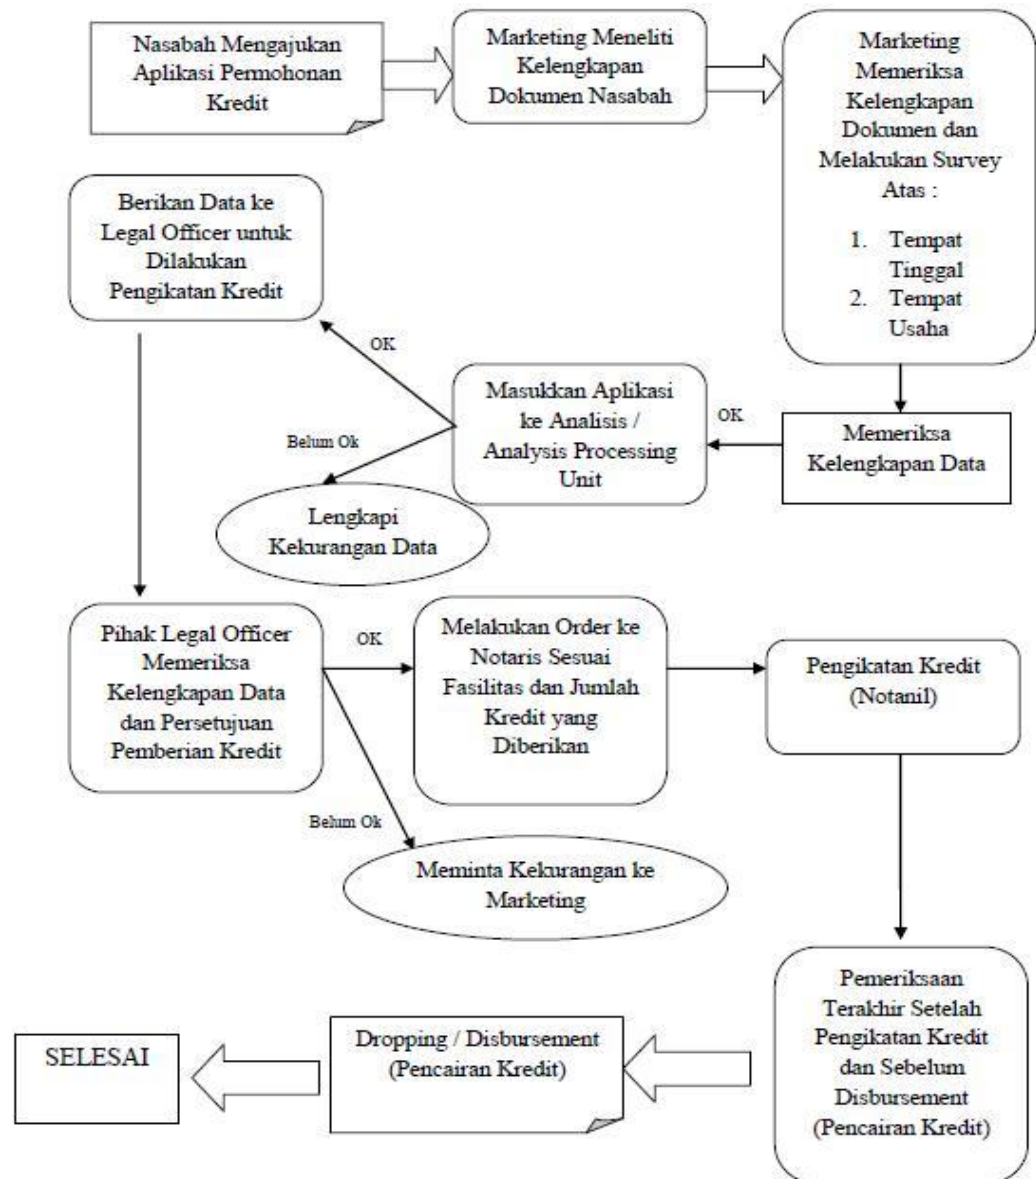 Nasabah Mengajukan
Aplikasi Permohonan
Kredit
Marketing Meneliti
Kelengkapan
Dokumen Nasabah
Marketing
Memeriksa
Kelengkapan
Dokumen dan
Melakukan Survey
Atas :
1. Tempat
Tinggal
2. Tempat
Usaha
Memeriksa
Kelengkapan Data
OK
Masukkan Aplikasi
ke Analisis /
Analysis Processing
Unit
OK
Belum Ok
Berikan Data ke
Legal Officer untuk
Dilakukan
Pengikatan Kredit
Lengkapi
Kekurangan Data
Pihak Legal Officer
Memeriksa
Kelengkapan Data
dan Persetujuan
Pemberian Kredit
OK
Belum Ok
Melakukan Order ke
Notaris Sesuai
Fasilitas dan Jumlah
Kredit yang
Diberikan
Meminta Kekurangan ke
Marketing
Pengikatan Kredit
(Notanil)
Pemeriksaan
Terakhir Setelah
Pengikatan Kredit
dan Sebelum
Disbursement
(Pencairan Kredit)
Dropping / Disbursement
(Pencairan Kredit)
SELESAI